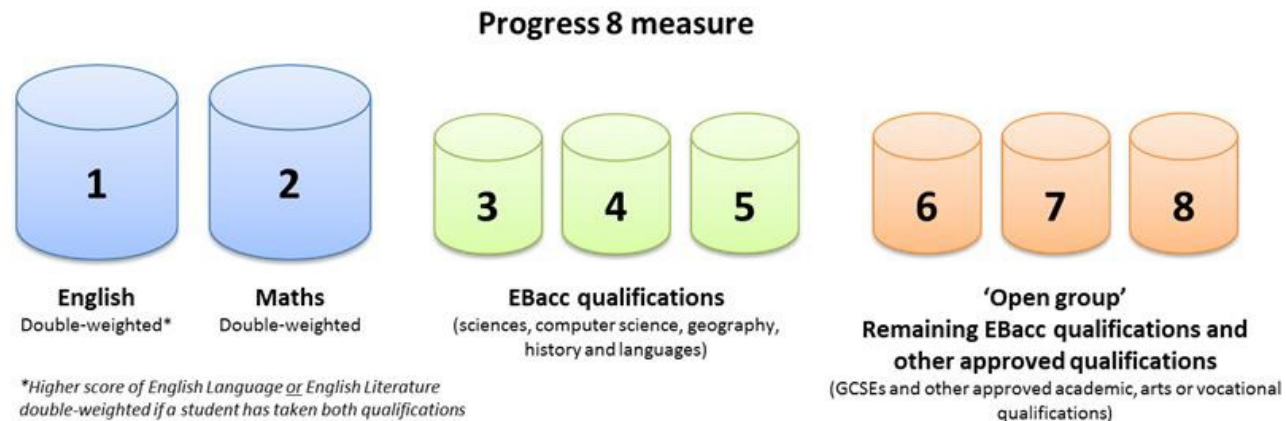 Progress 8 measure
1
2
3
4
5
6
7
8
English
Double-weighted*
Maths
Double-weighted
EBacc qualifications
(sciences, computer science, geography,
history and languages)
'Open group'
Remaining EBacc qualifications and
other approved qualifications
(GCSEs and other approved academic, arts or vocational
qualifications)
*Higher score of English Language or English Literature
double-weighted if a student has taken both qualifications